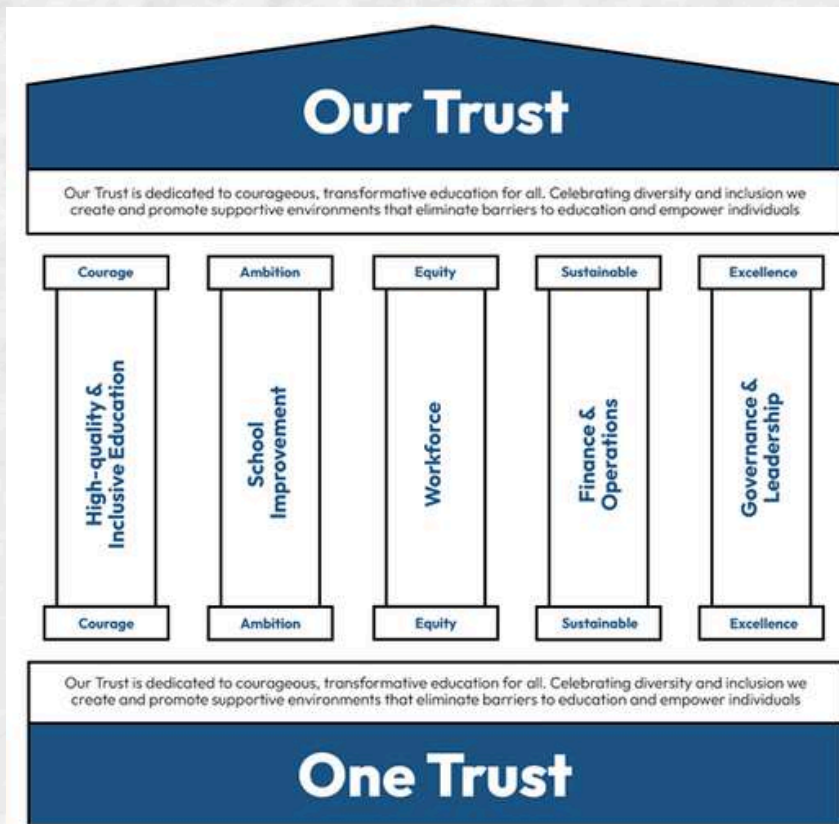 Our Trust
Our Trust is dedicated to courageous, transformative education for all. Celebrating diversity and inclusion we
create and promote supportive environments that eliminate barriers to education and empower individuals
Courage
Ambition
Equity
Sustainable
Excellence
High-quality &
Inclusive Education
School
Improvement
Workforce
Finance &
Operations
Governance &
Leadership
Courage
Ambition
Equity
Sustainable
Excellence
Our Trust is dedicated to courageous, transformative education for all. Celebrating diversity and inclusion we
create and promote supportive environments that eliminate barriers to education and empower individuals
One Trust